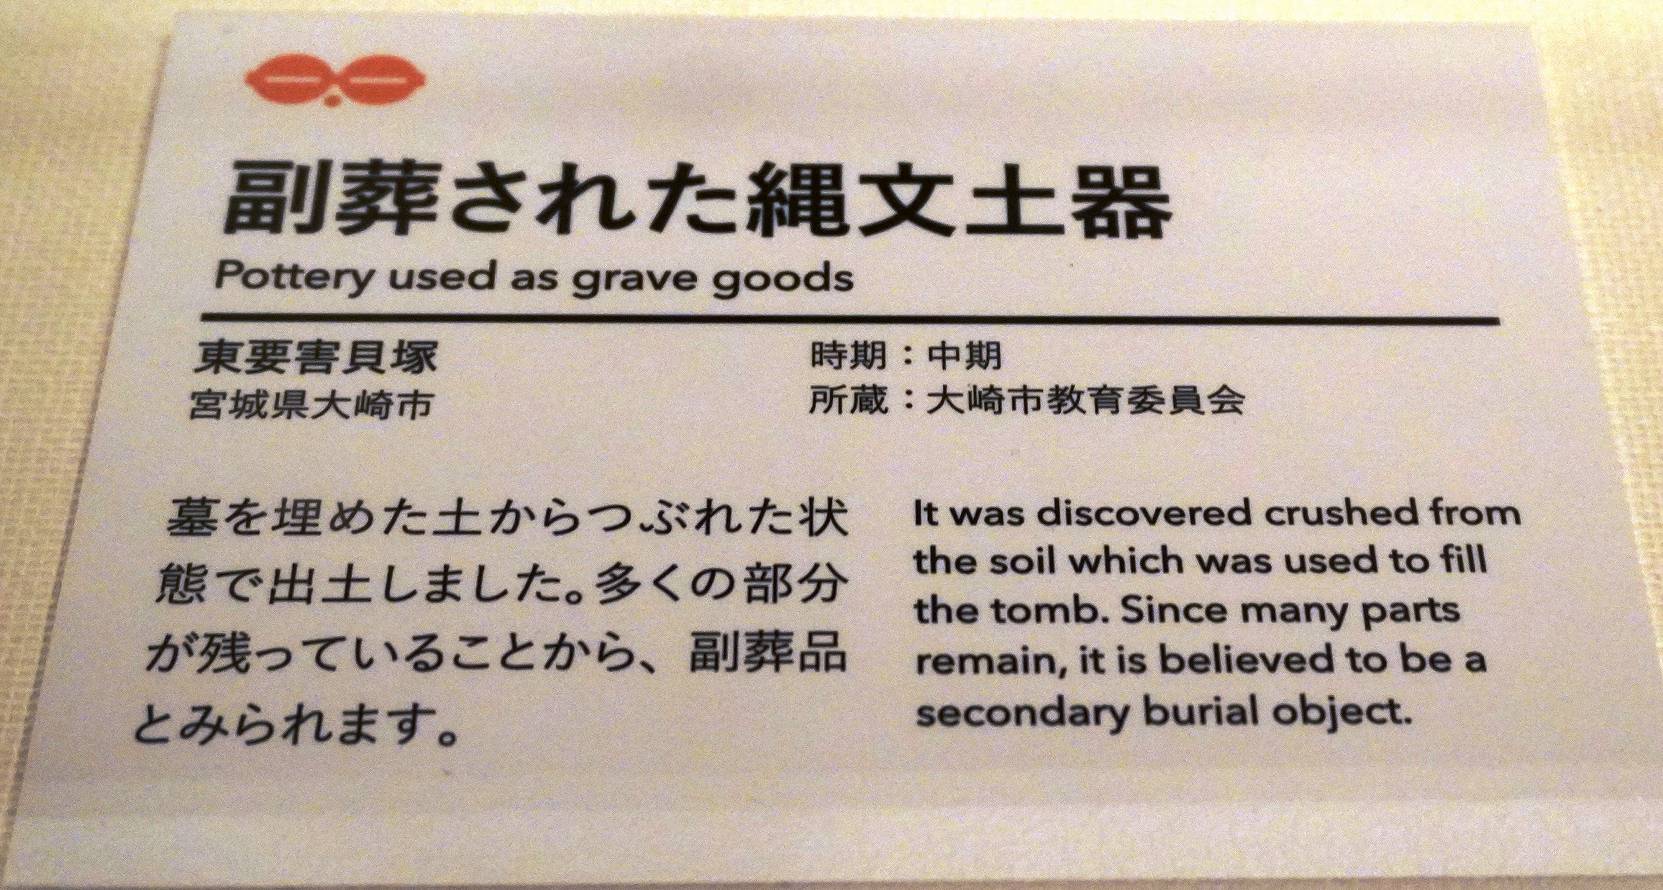 副葬された縄文土器
Pottery used as grave goods
東要害貝塚
宮城県大崎市
時期：中期
所蔵：大崎市教育委員会
墓を埋めた土からつぶれた状
態で出土しました。多くの部分
が残っていることから、副葬品
とみられます。
It was discovered crushed from
the soil which was used to fill
the tomb. Since many parts
remain, it is believed to be a
secondary burial object.